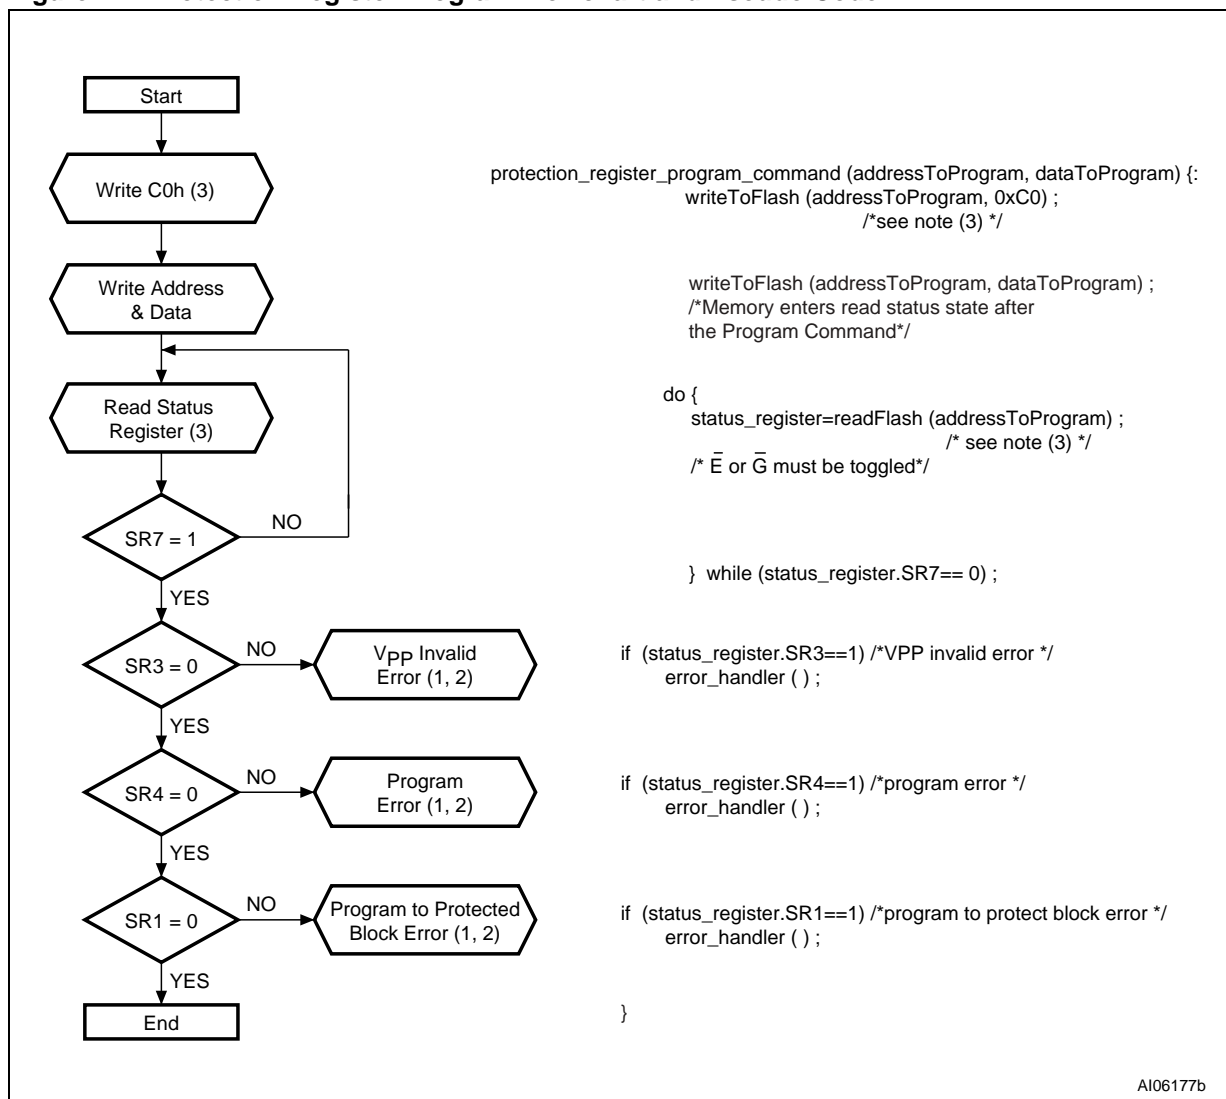 Start
Write C0h (3)
protection_register_program_command (addressToProgram, dataToProgram) {:
writeToFlash (addressToProgram, 0xC0) ;
/*see note (3) */
Write Address
& Data
writeToFlash (addressToProgram, dataToProgram) ;
/*Memory enters read status state after
the Program Command*/
Read Status
Register (3)
do {
status_register=readFlash (addressToProgram) ;
/* see note (3) */
/* E̅ or G̅ must be toggled*/
SR7 = 1
NO
} while (status_register.SR7== 0) ;
YES
SR3 = 0
NO
VPP Invalid
Error (1, 2)
if (status_register.SR3==1) /*VPP invalid error */
error_handler ( ) ;
YES
SR4 = 0
NO
Program
Error (1, 2)
if (status_register.SR4==1) /*program error */
error_handler ( ) ;
YES
SR1 = 0
NO
Program to Protected
Block Error (1, 2)
if (status_register.SR1==1) /*program to protect block error */
error_handler ( ) ;
YES
End
}
AI06177b